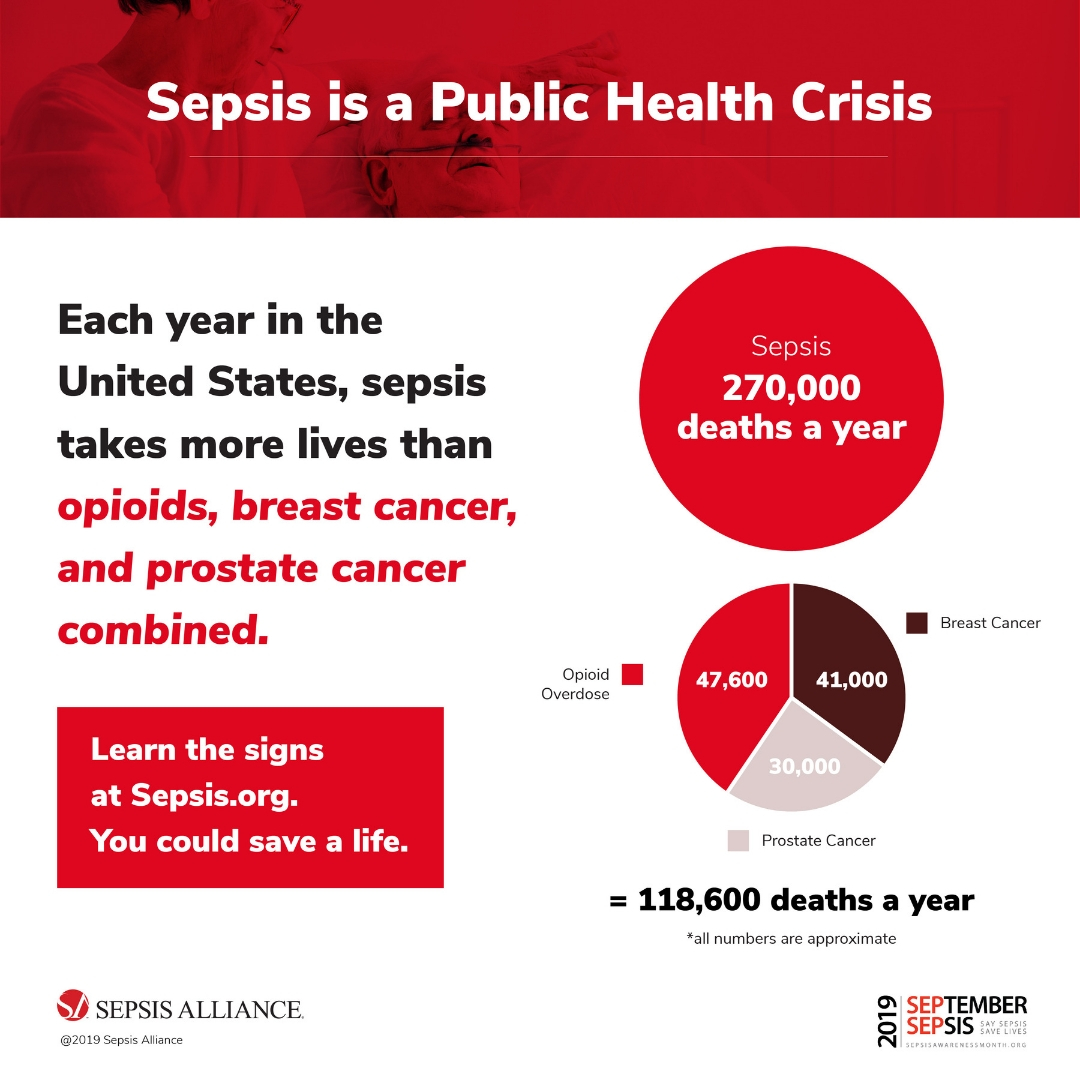 Sepsis is a Public Health Crisis
Each year in the
United States, sepsis
takes more lives than
opioids, breast cancer,
and prostate cancer
combined.
Learn the signs
at Sepsis.org.
You could save a life.
Sepsis
270,000
deaths a year
Breast Cancer
Opioid
Overdose
47,600
41,000
30,000
Prostate Cancer
= 118,600 deaths a year
*all numbers are approximate
SA SEPSIS ALLIANCE
@2019 Sepsis Alliance
2019
SEPTEMBER
SEPSIS
SAY SEPSIS
SAVE LIVES
SEPSISAWARENESSMONTH.ORG